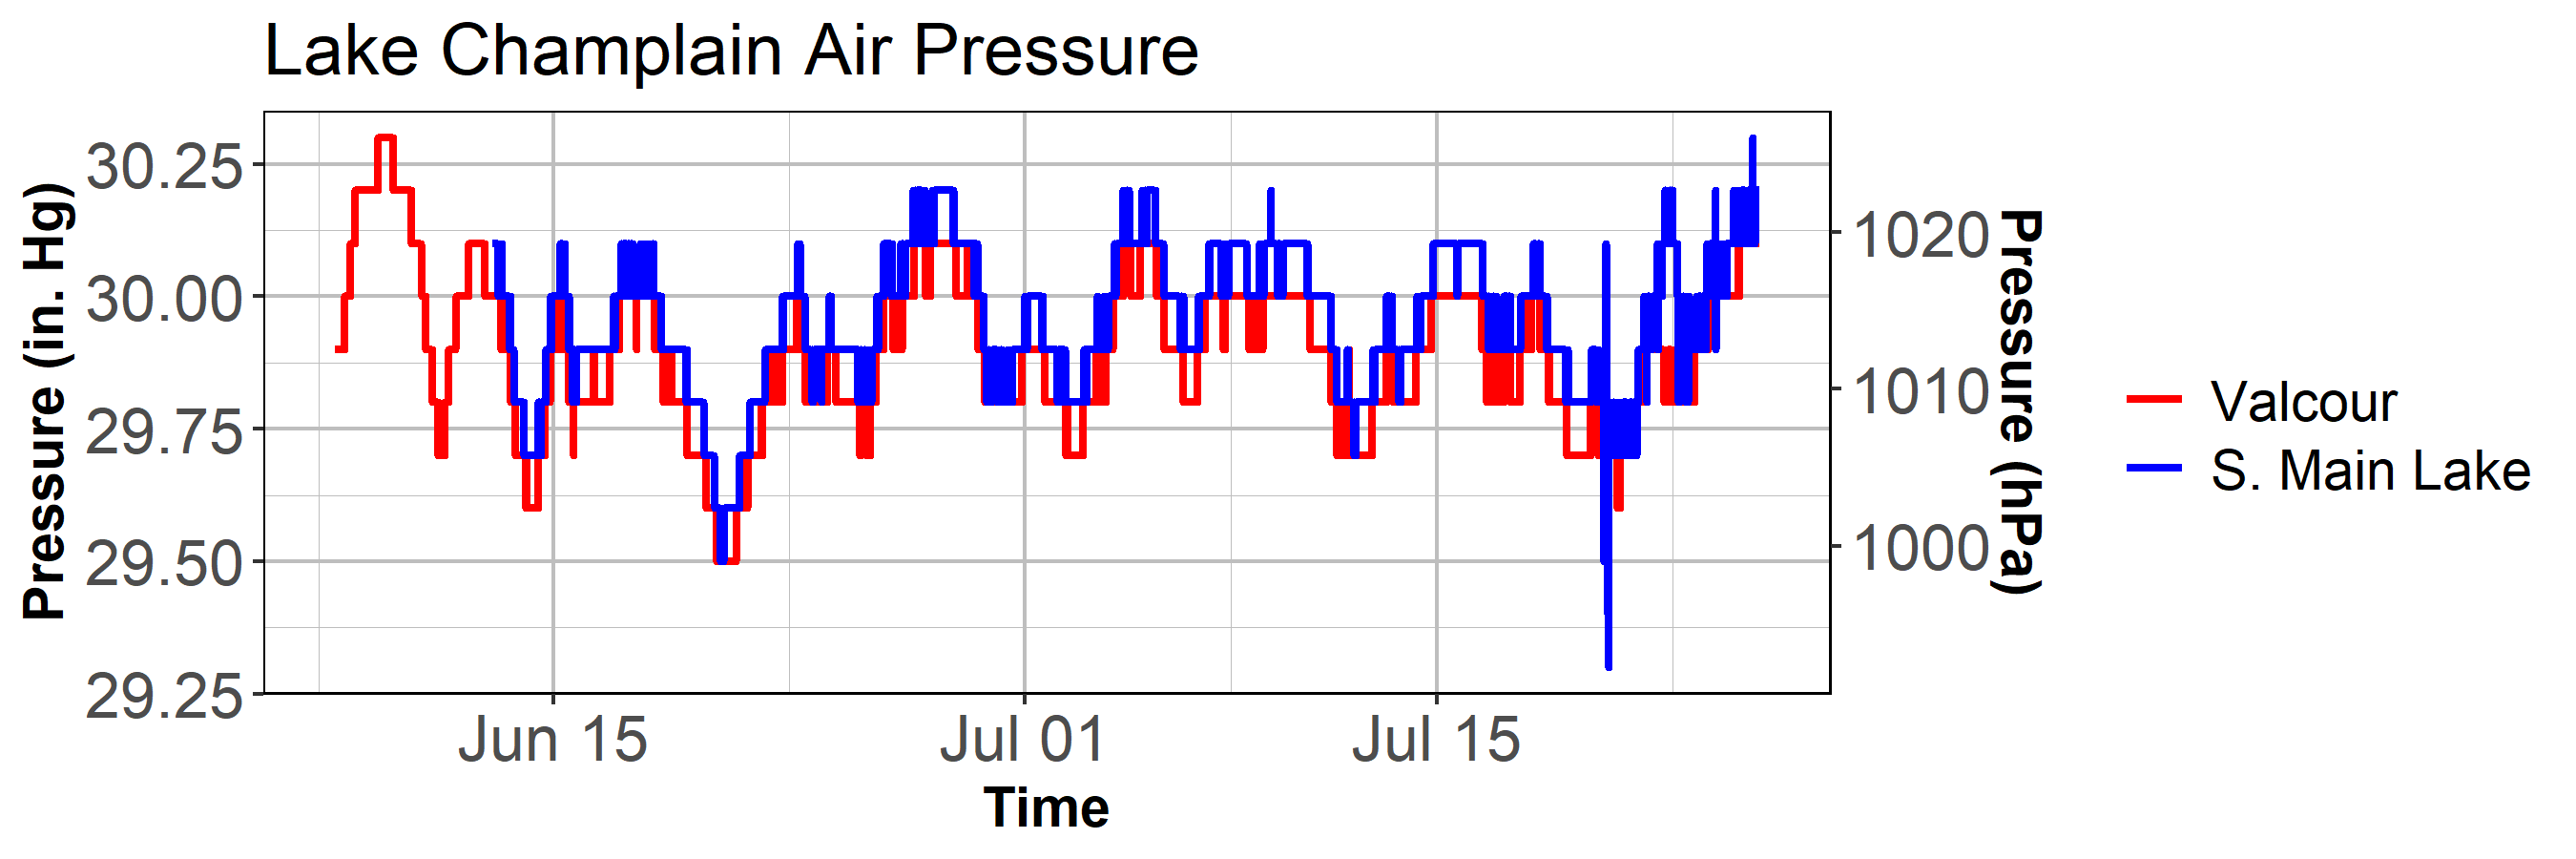 Lake Champlain Air Pressure
Pressure (in. Hg)
30.25
30.00
29.75
29.50
29.25
1020
1010
1000
Pressure (hPa)
Jun 15
Jul 01
Jul 15
Time
Valcour
S. Main Lake